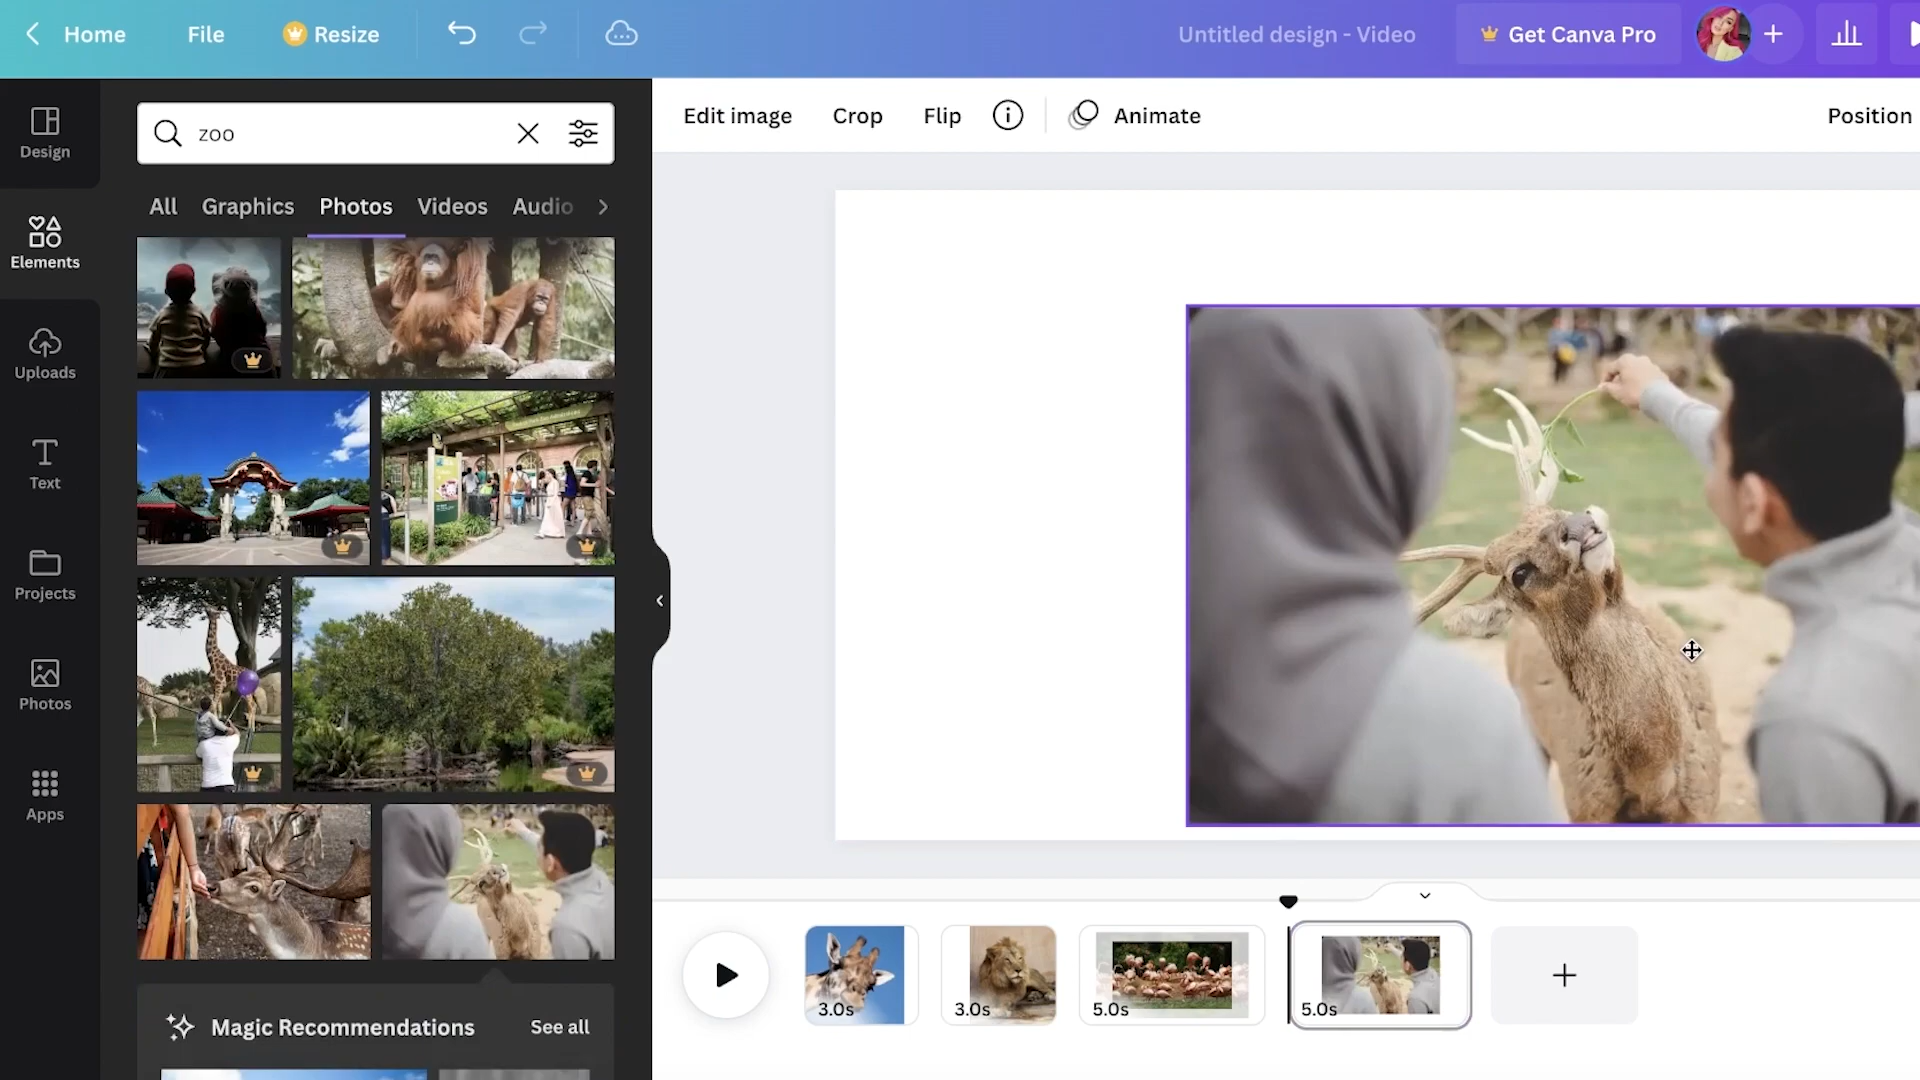 Home File Resize Untitled design - Video Get Canva Pro
Edit image Crop Flip Animate Position
zoo
All Graphics Photos Videos Audio
Design
Elements
Uploads
Text
Projects
Photos
Apps
Magic Recommendations See all
3.0s 3.0s 5.0s 5.0s